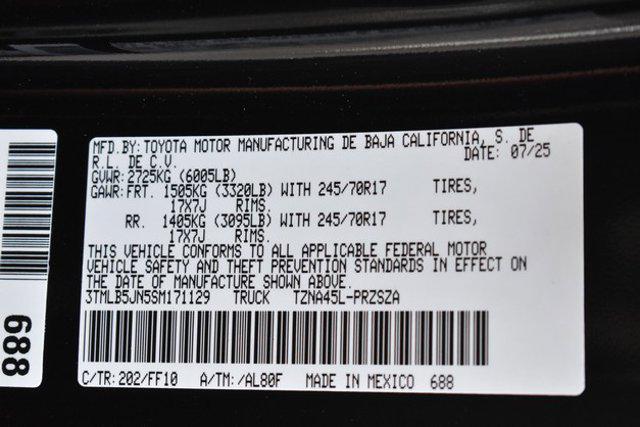 MFD.BY:TOYOTA MOTOR MANUFACTURING DE BAJA CALIFORNIA, S. DE
R.L. DE C.V. DATE: 07/25
GVWR:2725KG (6005LB)
GAWR:FRT. 1505KG (3320LB) WITH 245/70R17 TIRES,
17X7J RIMS.
RR. 1405KG (3095LB) WITH 245/70R17 TIRES,
17X7J RIMS.
THIS VEHICLE CONFORMS TO ALL APPLICABLE FEDERAL MOTOR
VEHICLE SAFETY AND THEFT PREVENTION STANDARDS IN EFFECT ON
THE DATE OF MANUFACTURE SHOWN ABOVE.
3TMLB5JN5SM171129 TRUCK TZNA45L-PRZSZA
C/TR:202/FF10 A/TM:/AL80F MADE IN MEXICO 688
688